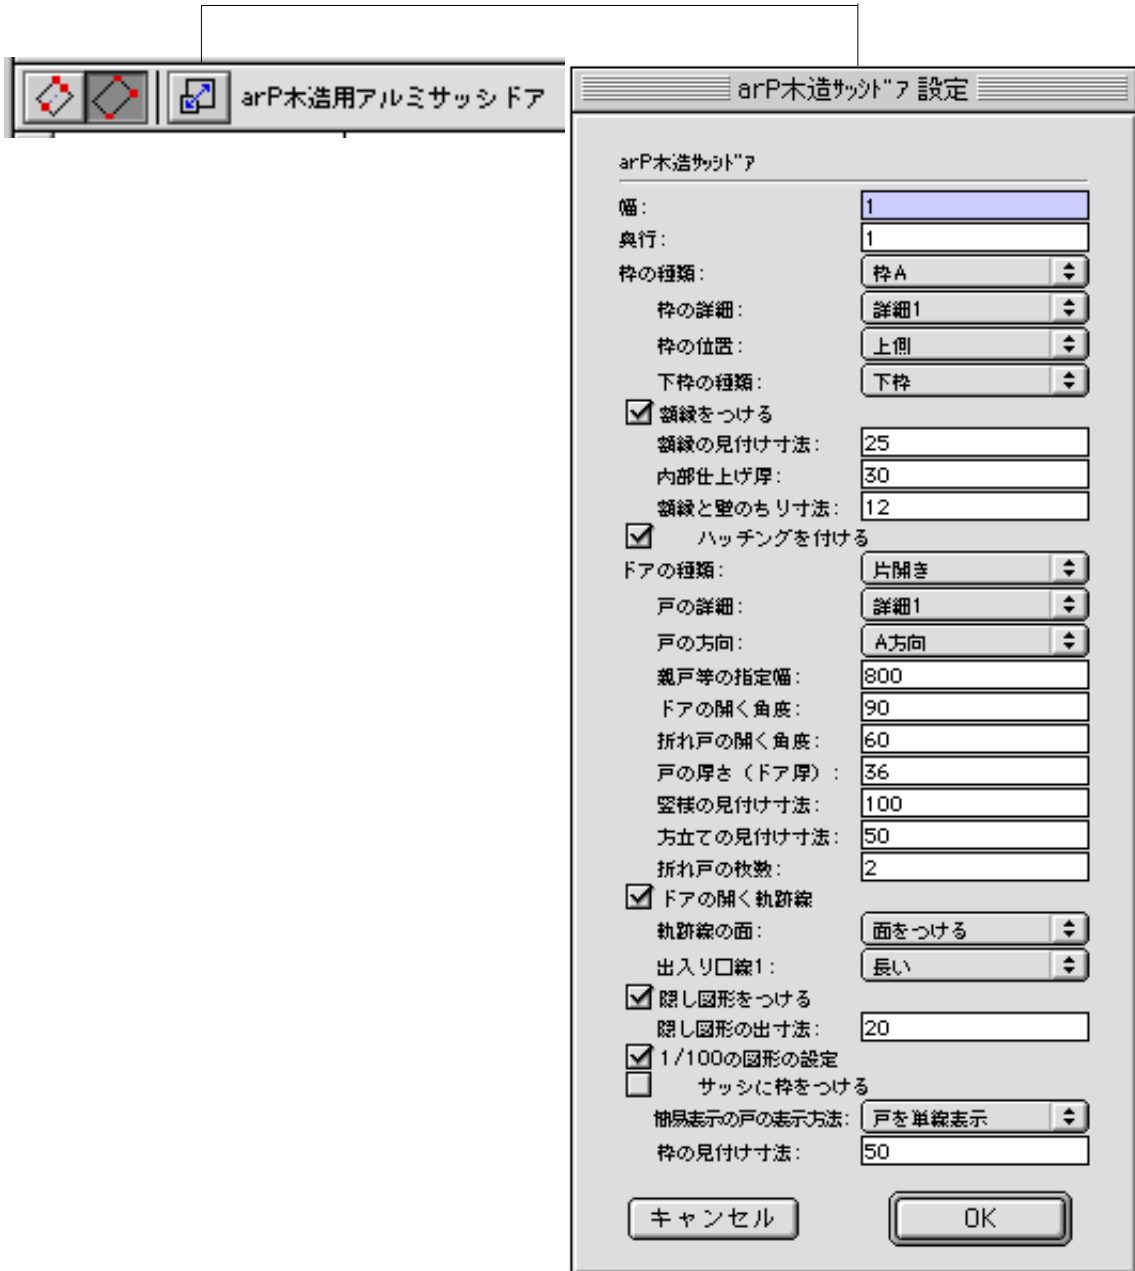 arP木造用アルミサッシドア
arP木造ｻｯｼﾄﾞｱ 設定
arP木造ｻｯｼﾄﾞｱ
幅: 1
奥行: 1
枠の種類: 枠A
枠の詳細: 詳細1
枠の位置: 上側
下枠の種類: 下枠
額縁をつける
額縁の見付け寸法: 25
内部仕上げ厚: 30
額縁と壁のちり寸法: 12
ハッチングを付ける
ドアの種類: 片開き
戸の詳細: 詳細1
戸の方向: A方向
親戸等の指定幅: 800
ドアの開く角度: 90
折れ戸の開く角度: 60
戸の厚さ（ドア厚）: 36
竪様の見付け寸法: 100
方立ての見付け寸法: 50
折れ戸の枚数: 2
ドアの開く軌跡線
軌跡線の面: 面をつける
出入り口線1: 長い
隠し図形をつける
隠し図形の出寸法: 20
1/100の図形の設定
サッシに枠をつける
簡易表示の戸の表示方法: 戸を単線表示
枠の見付け寸法: 50
キャンセル OK